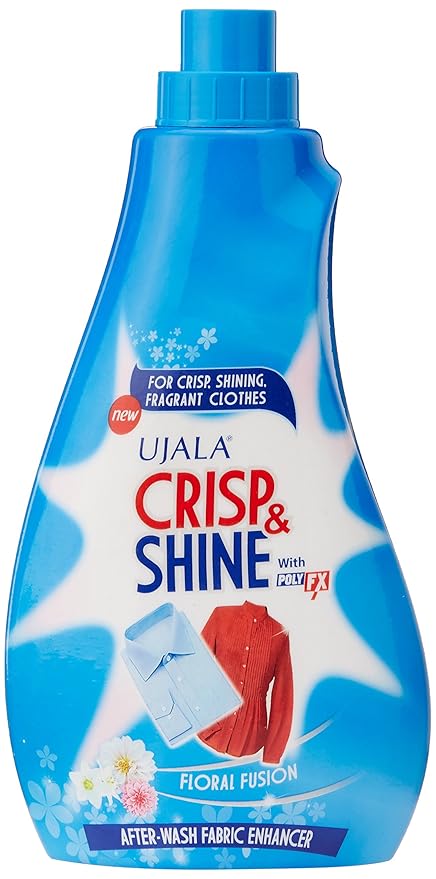 FOR CRISP, SHINING,
FRAGRANT CLOTHES
new
UJALA®
CRISP &
SHINE With
POLY FX
FLORAL FUSION
AFTER-WASH FABRIC ENHANCER